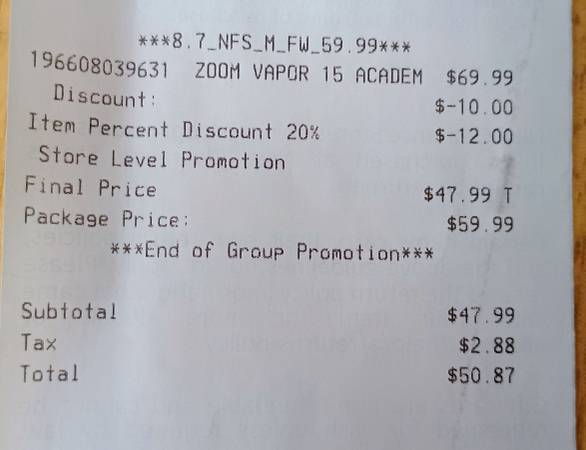 ***8.7_NFS_M_FW_59.99***
196608039631 ZOOM VAPOR 15 ACADEM $69.99
Discount: $-10.00
Item Percent Discount 20% $-12.00
Store Level Promotion
Final Price $47.99 T
Package Price: $59.99
***End of Group Promotion***
Subtotal $47.99
Tax $2.88
Total $50.87